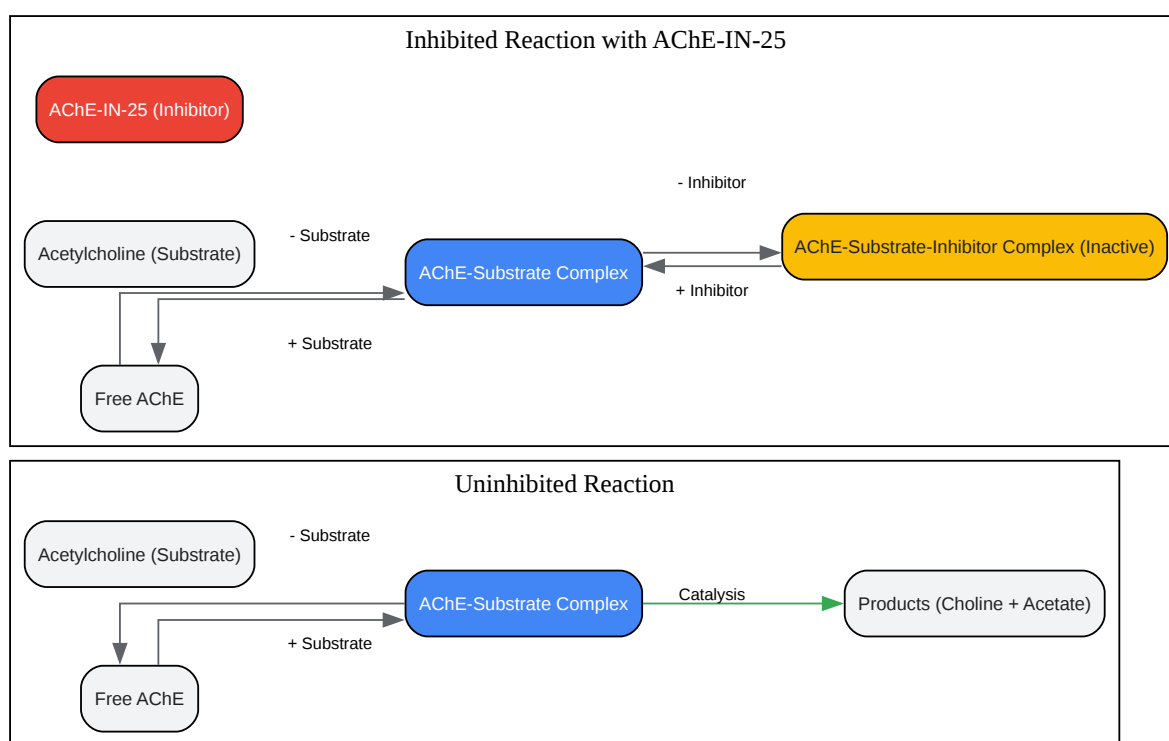 Inhibited Reaction with AChE-IN-25
AChE-IN-25 (Inhibitor)
- Inhibitor
Acetylcholine (Substrate)
- Substrate
AChE-Substrate Complex
AChE-Substrate-Inhibitor Complex (Inactive)
+ Inhibitor
+ Substrate
Free AChE
Uninhibited Reaction
Acetylcholine (Substrate)
- Substrate
AChE-Substrate Complex
Catalysis
Products (Choline + Acetate)
+ Substrate
Free AChE